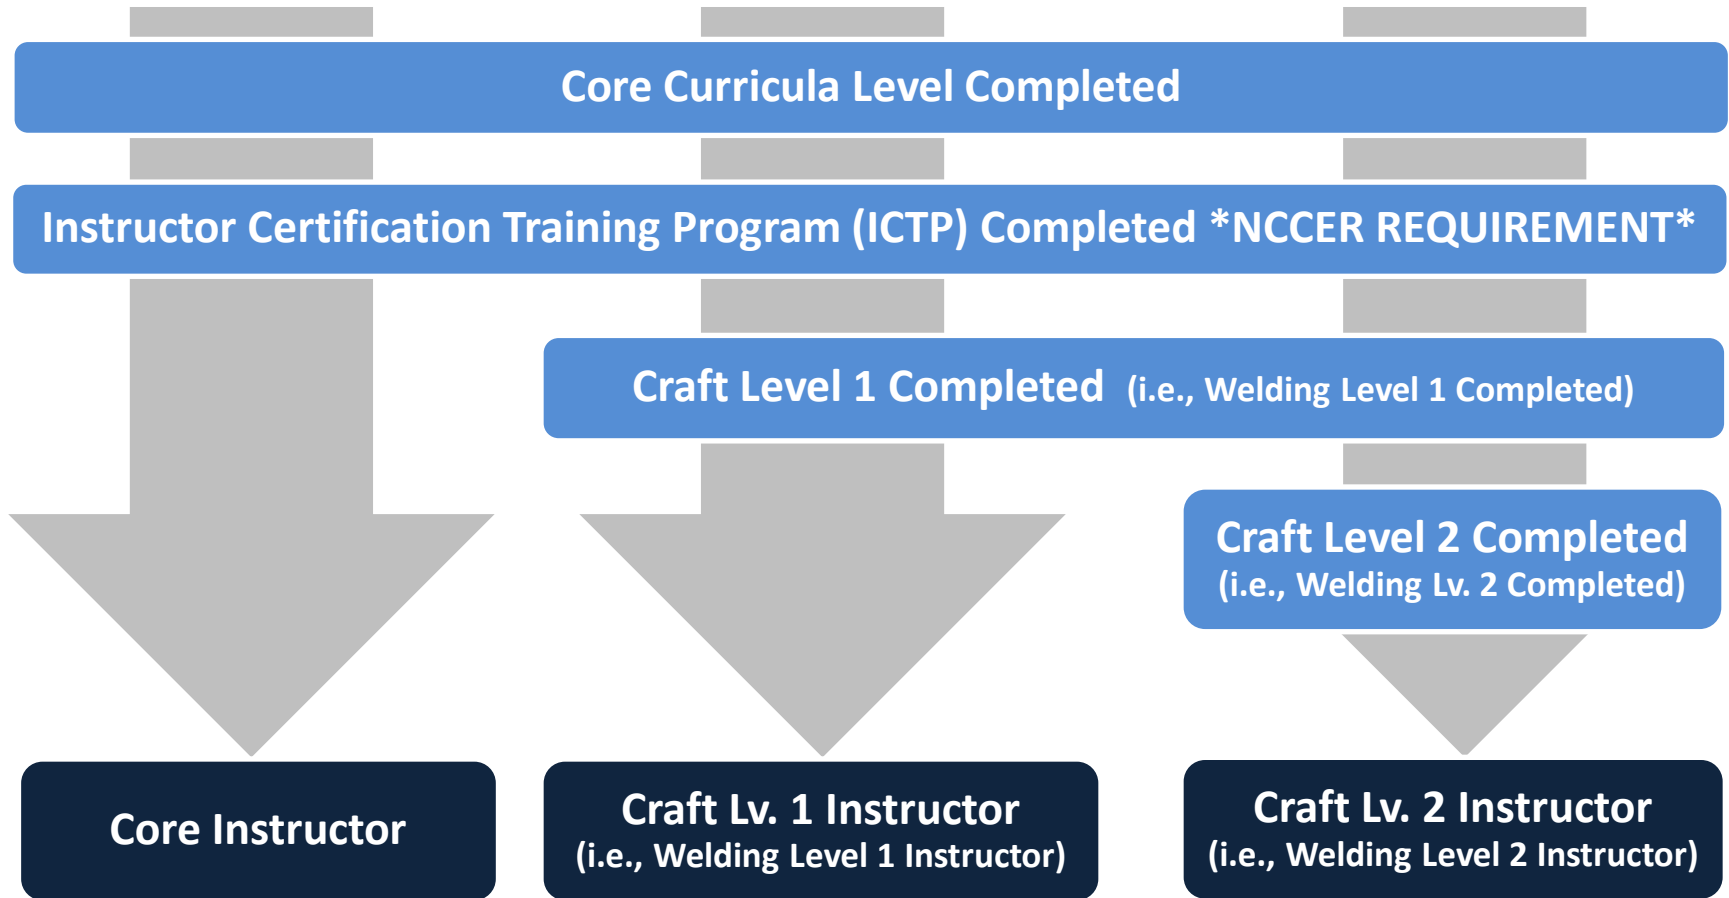 Core Curricula Level Completed
Instructor Certification Training Program (ICTP) Completed *NCCER REQUIREMENT*
Craft Level 1 Completed (i.e., Welding Level 1 Completed)
Craft Level 2 Completed
(i.e., Welding Lv. 2 Completed)
Core Instructor
Craft Lv. 1 Instructor
(i.e., Welding Level 1 Instructor)
Craft Lv. 2 Instructor
(i.e., Welding Level 2 Instructor)